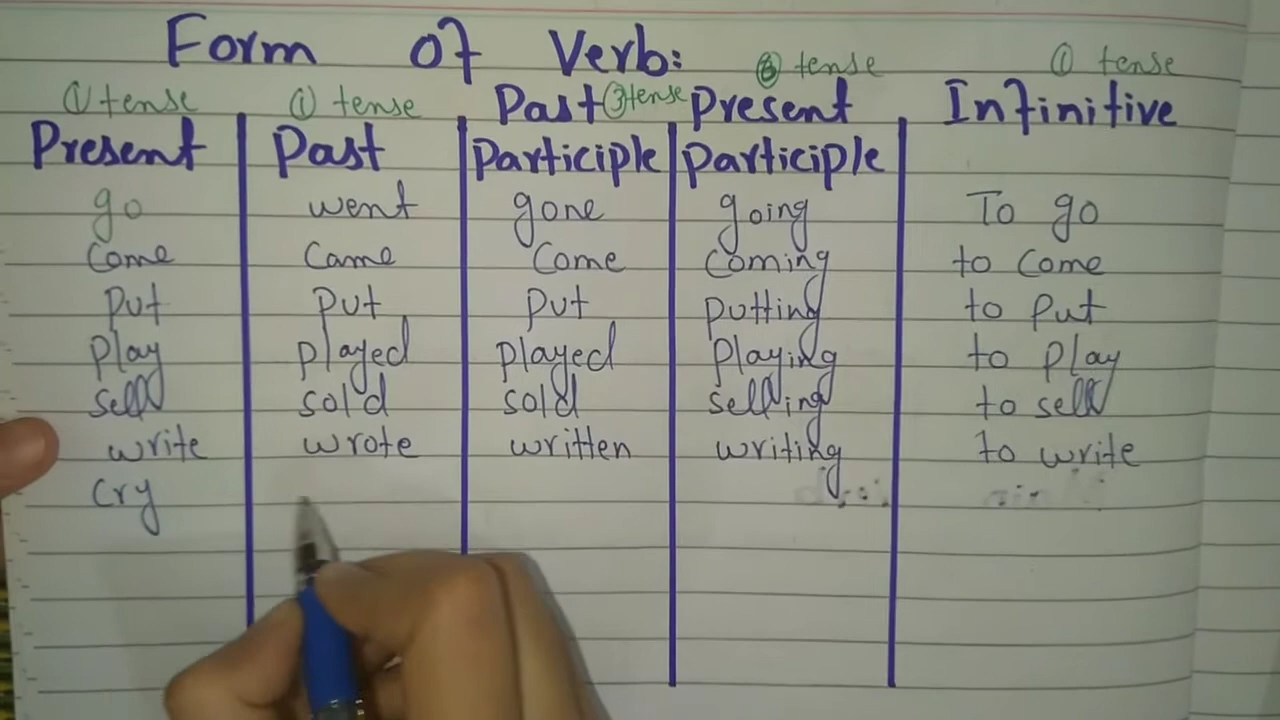 Form of Verb:
① tense ① tense Past ③ tense Present tense Infinitive ① tense
Present Past Participle Participle
go went gone going To go
Come Came Come Coming to Come
Put Put Put Putting to Put
Play Played Played Playing to Play
sell sold sold selling to sell
write wrote written writing to write
Cry